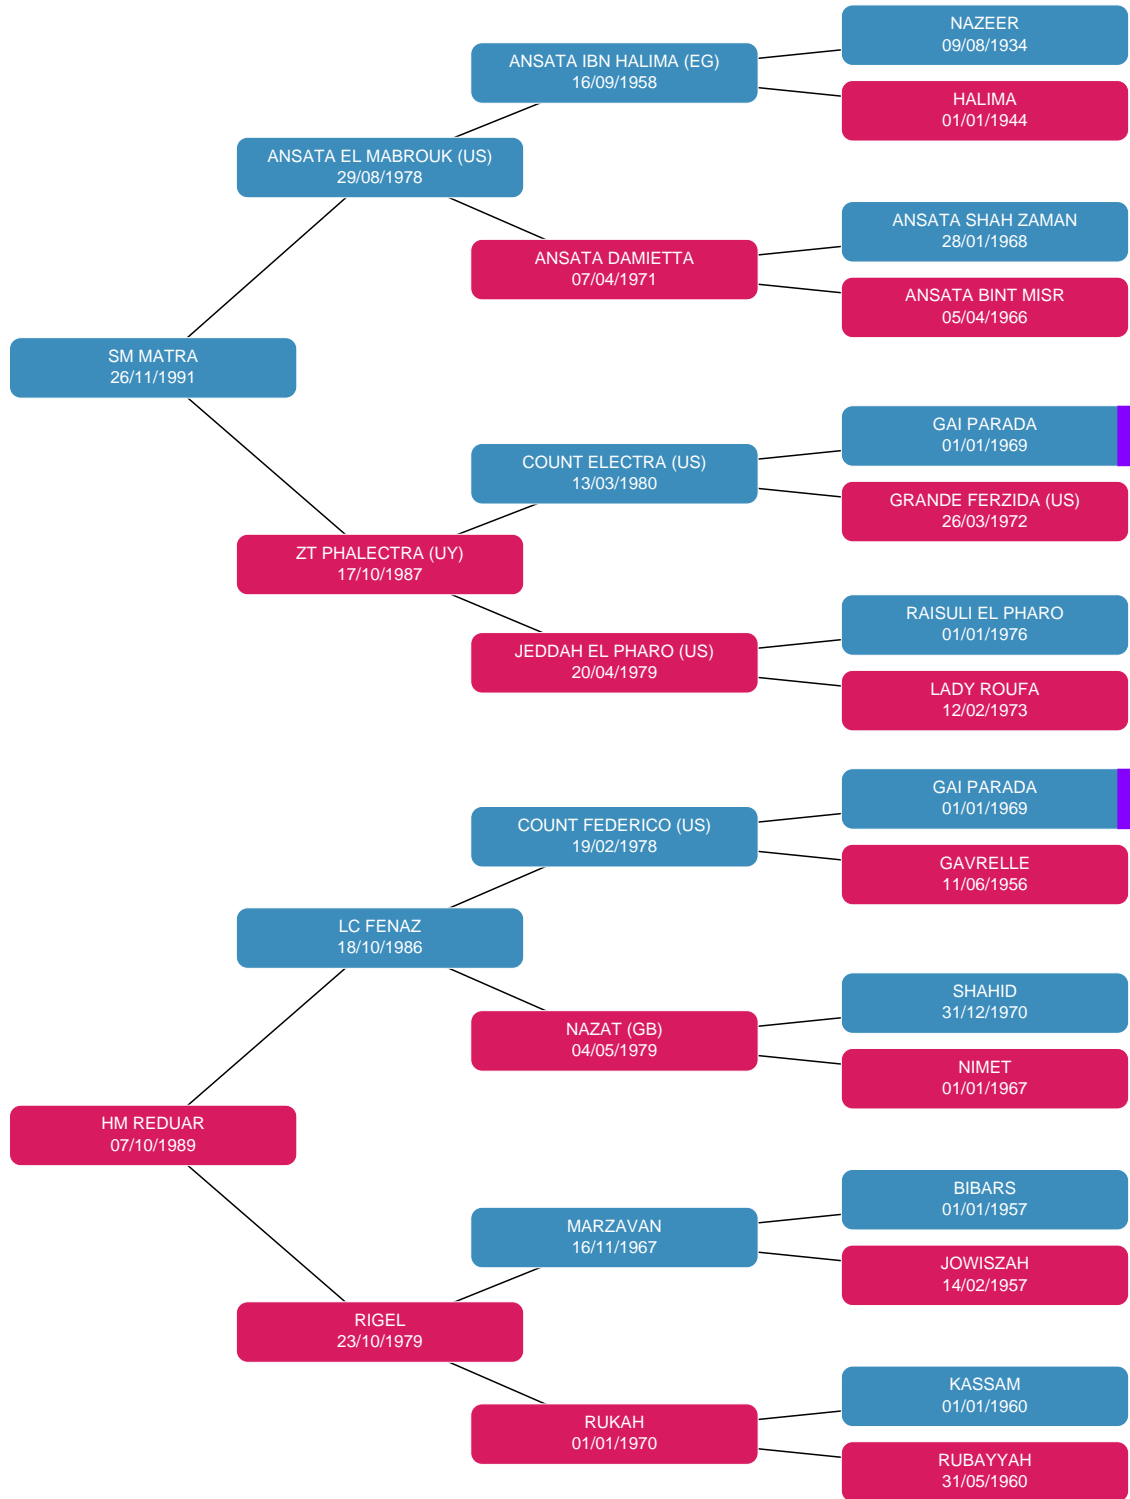 NAZEER
09/08/1934
ANSATA IBN HALIMA (EG)
16/09/1958
HALIMA
01/01/1944
ANSATA EL MABROUK (US)
29/08/1978
ANSATA SHAH ZAMAN
28/01/1968
ANSATA DAMIETTA
07/04/1971
ANSATA BINT MISR
05/04/1966
SM MATRA
26/11/1991
GAI PARADA
01/01/1969
COUNT ELECTRA (US)
13/03/1980
GRANDE FERZIDA (US)
26/03/1972
ZT PHALECTRA (UY)
17/10/1987
RAISULI EL PHARO
01/01/1976
JEDDAH EL PHARO (US)
20/04/1979
LADY ROUFA
12/02/1973
GAI PARADA
01/01/1969
COUNT FEDERICO (US)
19/02/1978
GAVRELLE
11/06/1956
LC FENAZ
18/10/1986
SHAHID
31/12/1970
NAZAT (GB)
04/05/1979
NIMET
01/01/1967
HM REDUAR
07/10/1989
BIBARS
01/01/1957
MARZAVAN
16/11/1967
JOWISZAH
14/02/1957
RIGEL
23/10/1979
KASSAM
01/01/1960
RUKAH
01/01/1970
RUBAYYAH
31/05/1960